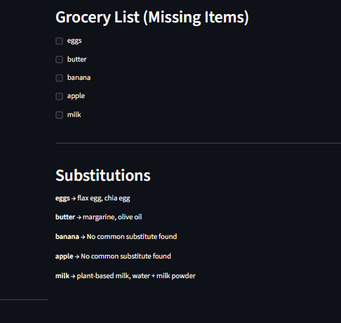 Grocery List (Missing Items)
eggs
butter
banana
apple
milk
Substitutions
eggs → flax egg, chia egg
butter → margarine, olive oil
banana → No common substitute found
apple → No common substitute found
milk → plant-based milk, water + milk powder